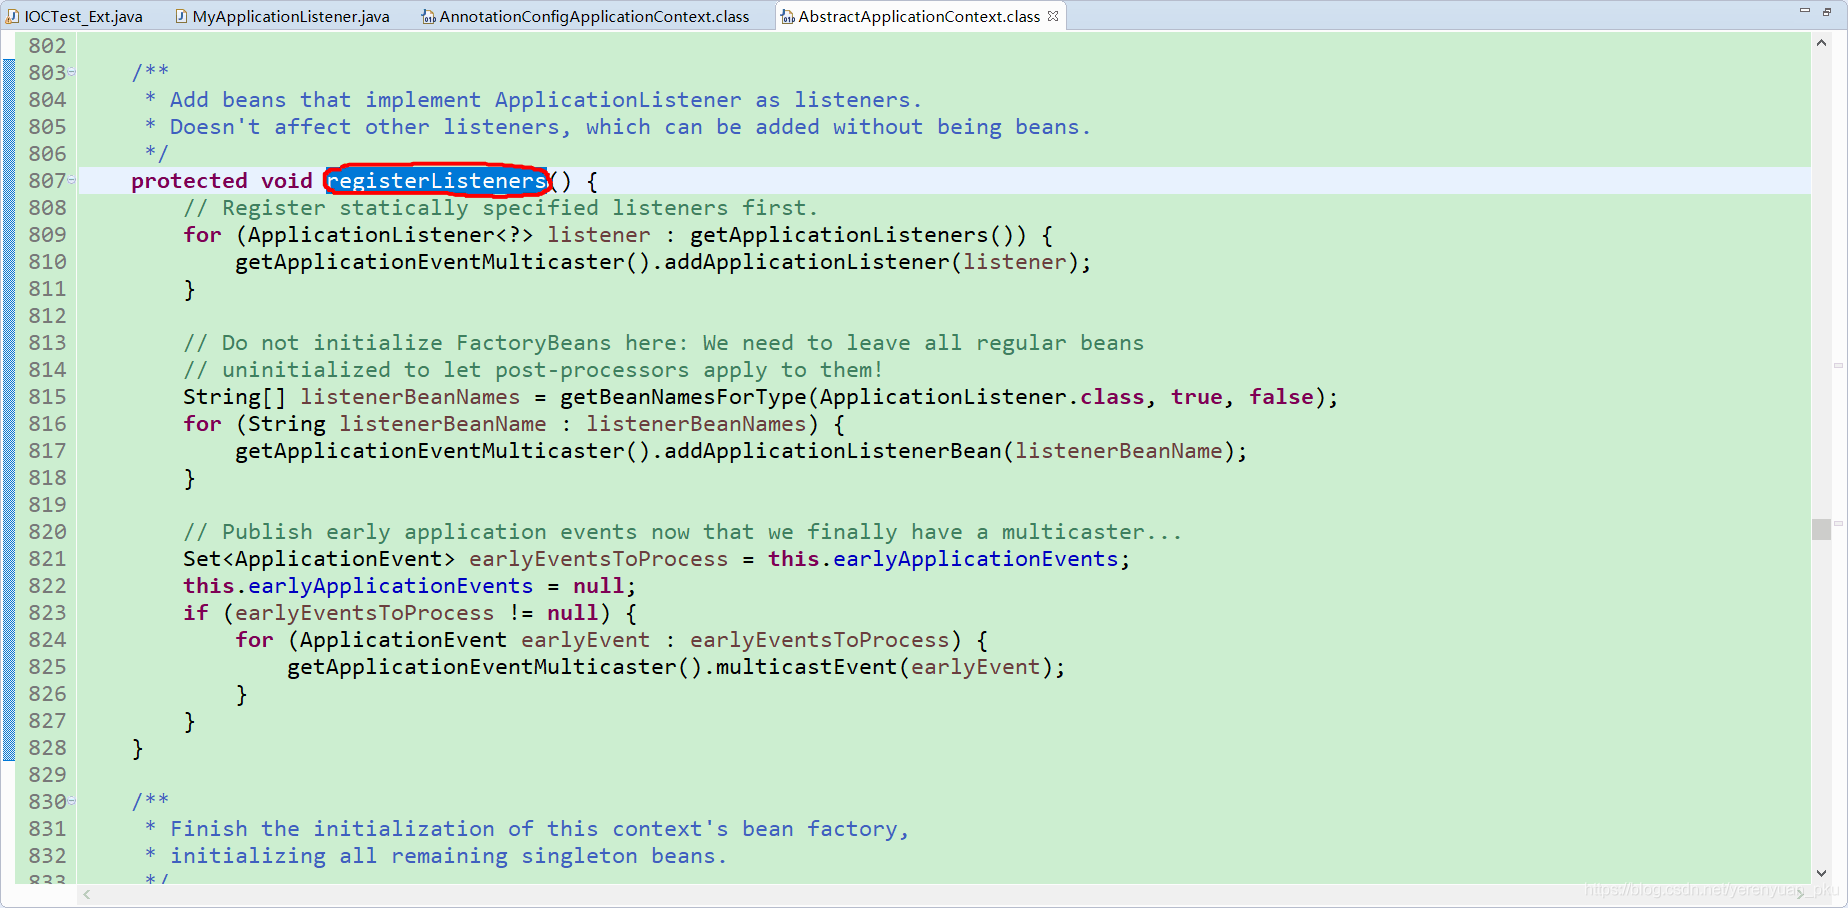 IOCTest_Ext.java MyApplicationListener.java AnnotationConfigApplicationContext.class AbstractApplicationContext.class
802
803 /**
804 * Add beans that implement ApplicationListener as listeners.
805 * Doesn't affect other listeners, which can be added without being beans.
806 */
807 protected void registerListeners() {
808 // Register statically specified listeners first.
809 for (ApplicationListener<?> listener : getApplicationListeners()) {
810 getApplicationEventMulticaster().addApplicationListener(listener);
811 }
812
813 // Do not initialize FactoryBeans here: We need to leave all regular beans
814 // uninitialized to let post-processors apply to them!
815 String[] listenerBeanNames = getBeanNamesForType(ApplicationListener.class, true, false);
816 for (String listenerBeanName : listenerBeanNames) {
817 getApplicationEventMulticaster().addApplicationListenerBean(listenerBeanName);
818 }
819
820 // Publish early application events now that we finally have a multicaster...
821 Set<ApplicationEvent> earlyEventsToProcess = this.earlyApplicationEvents;
822 this.earlyApplicationEvents = null;
823 if (earlyEventsToProcess != null) {
824 for (ApplicationEvent earlyEvent : earlyEventsToProcess) {
825 getApplicationEventMulticaster().multicastEvent(earlyEvent);
826 }
827 }
828 }
829
830 /**
831 * Finish the initialization of this context's bean factory,
832 * initializing all remaining singleton beans.
833 */
https://blog.csdn.net/yerenyuan_pku